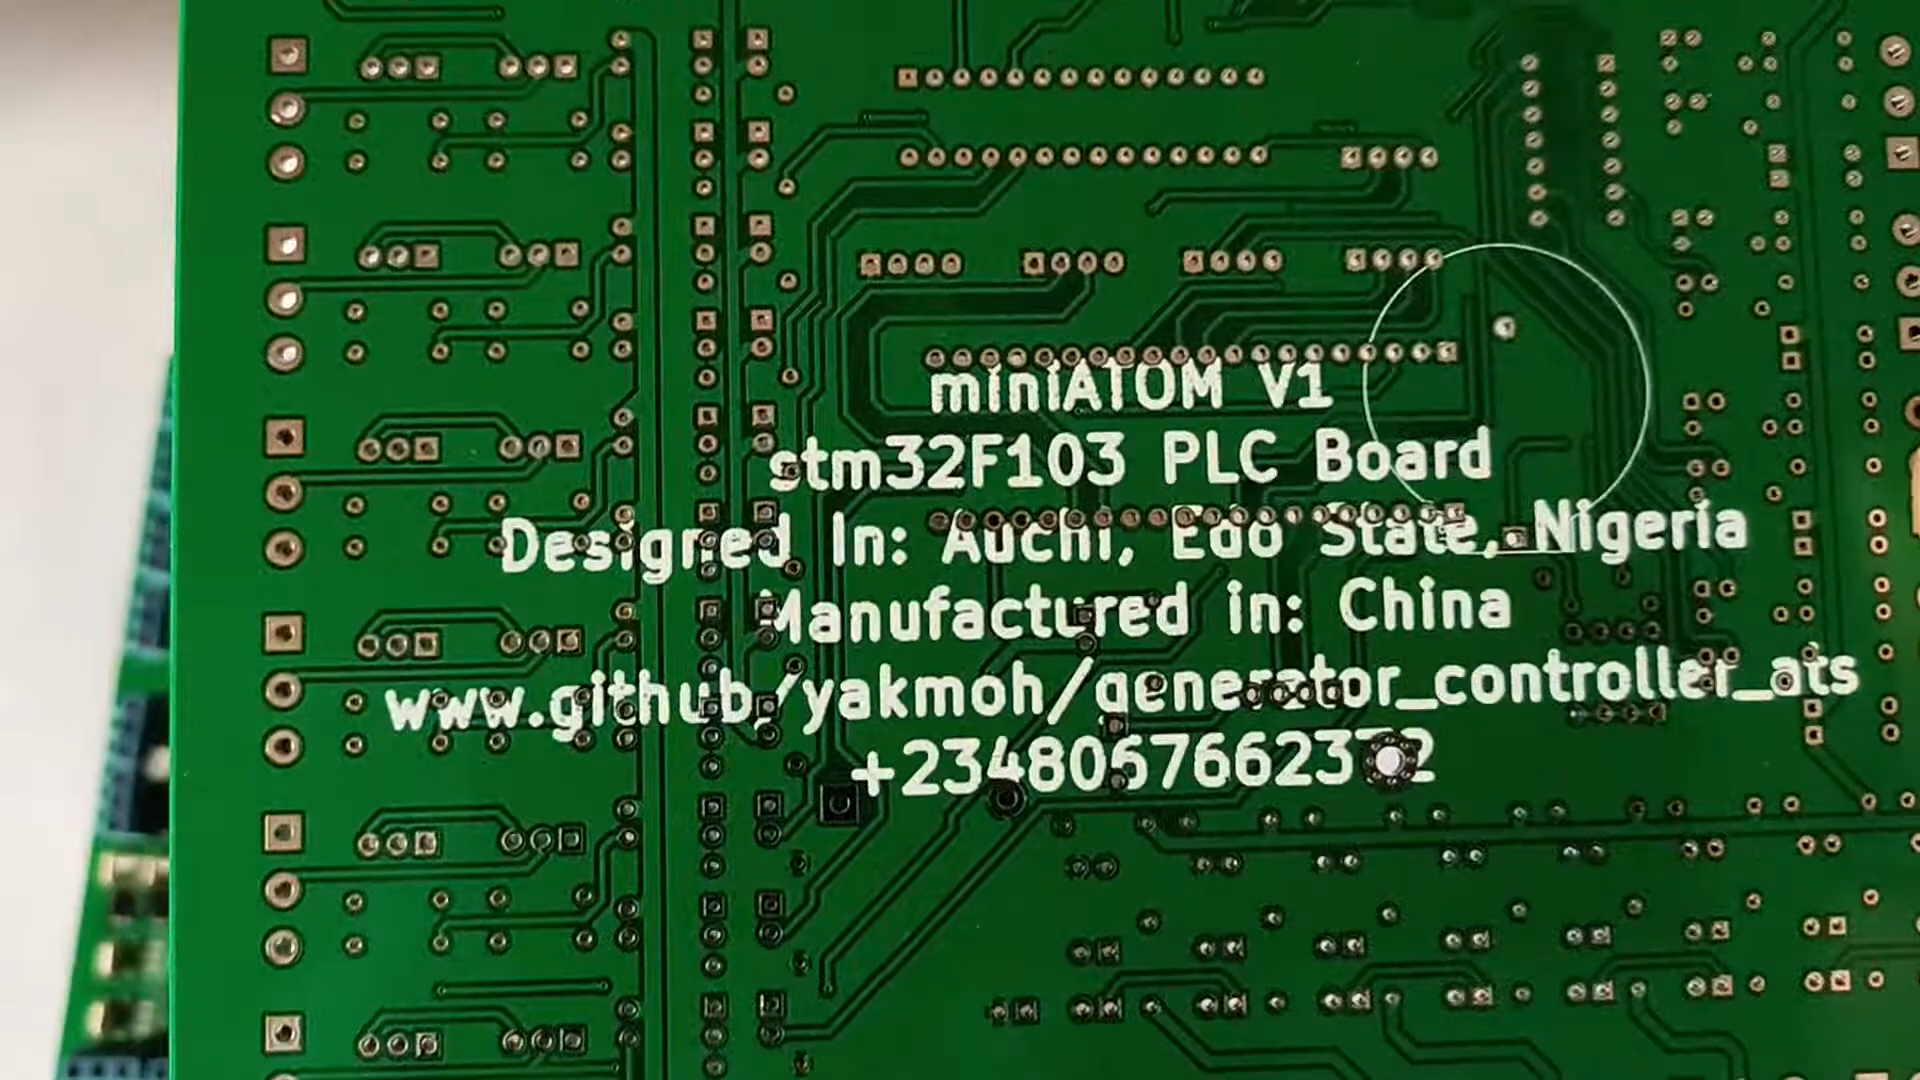 miniATOM V1
stm32F103 PLC Board
Designed In: Auchi, Edo State, Nigeria
Manufactured in: China
www.github/yakmoh/generator_controller_ats